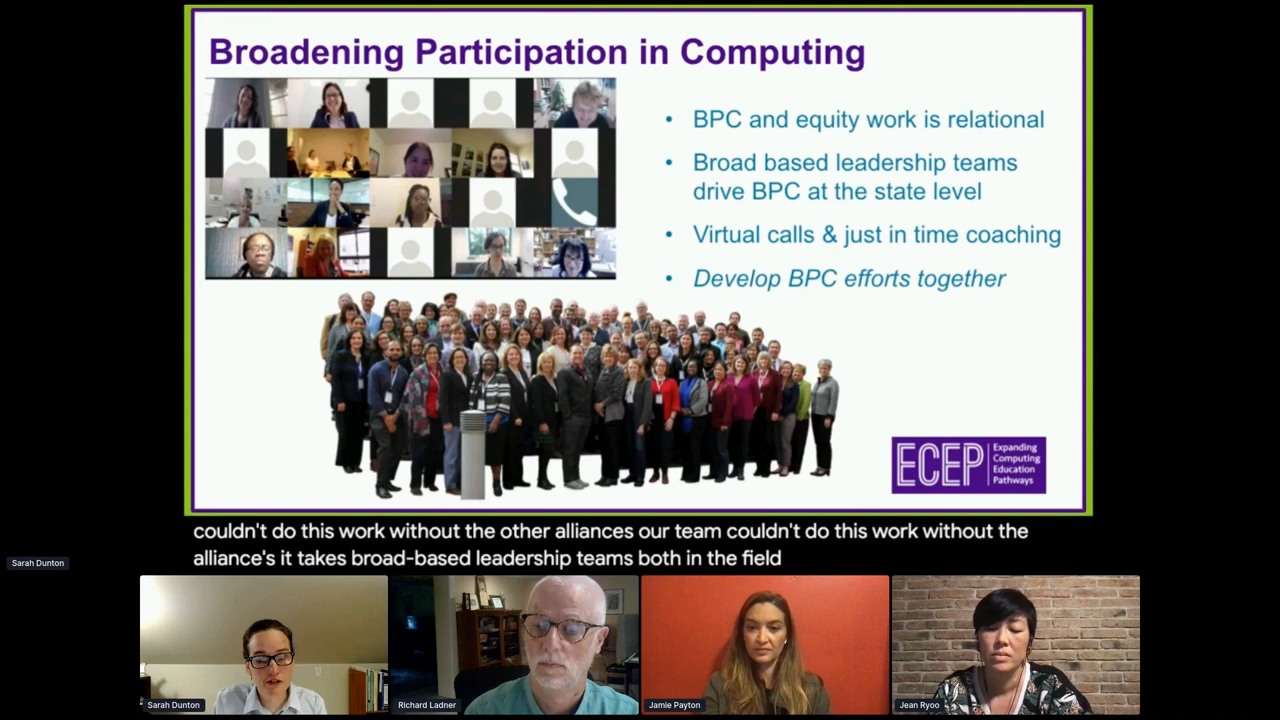 Broadening Participation in Computing
• BPC and equity work is relational
• Broad based leadership teams
drive BPC at the state level
• Virtual calls & just in time coaching
• Develop BPC efforts together
ECEP
Expanding
Computing
Education
Pathways
couldn't do this work without the other alliances our team couldn't do this work without the
alliance's it takes broad-based leadership teams both in the field
Sarah Dunton
Sarah Dunton
Richard Ladner
Jamie Payton
Jean Ryoo